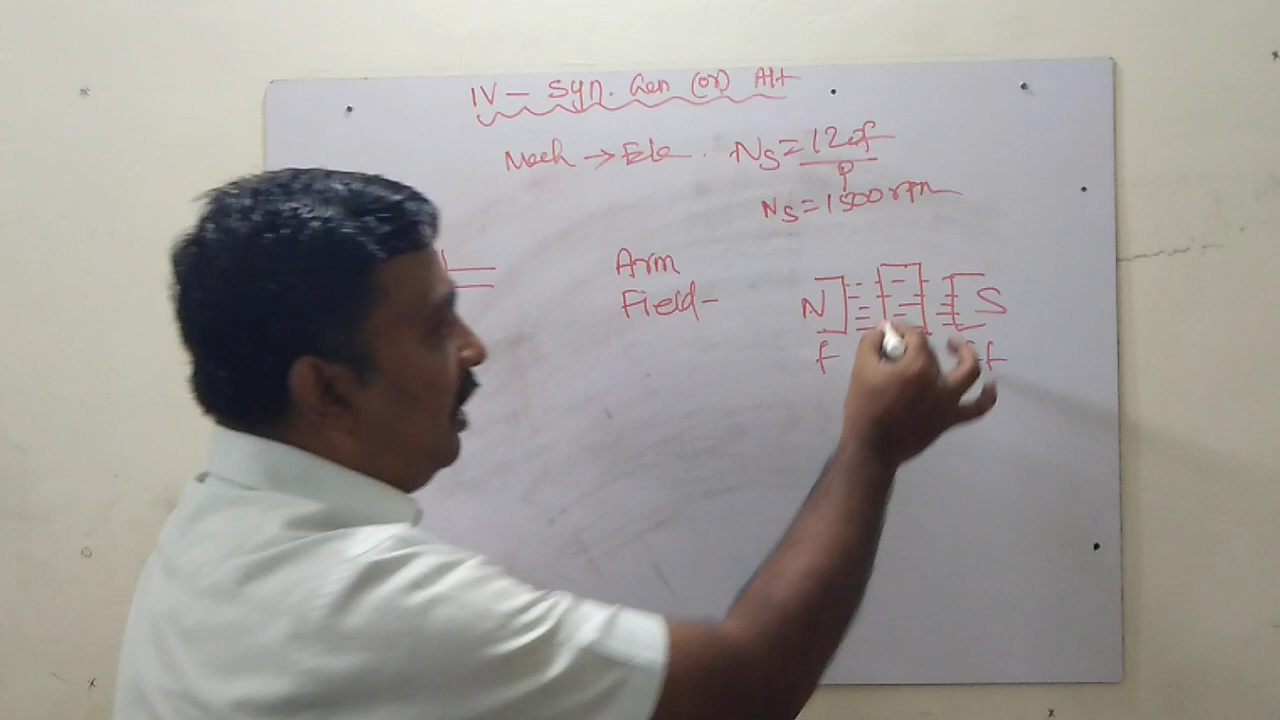 IV - Syn. Gen (or) Alt
Mech → Ele. Ns = 120f
P
Ns = 1500 rpm
Arm
Field-
N S
f f